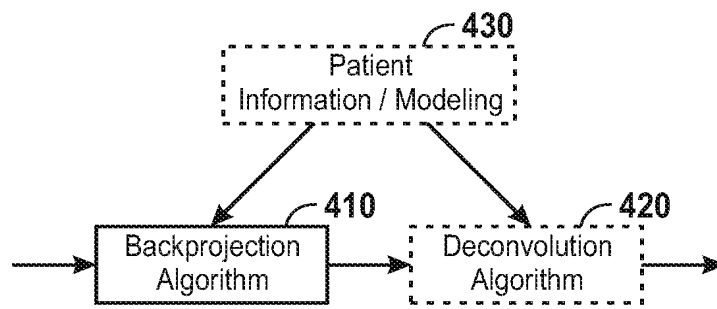 430
Patient
Information / Modeling
410
Backprojection
Algorithm
420
Deconvolution
Algorithm